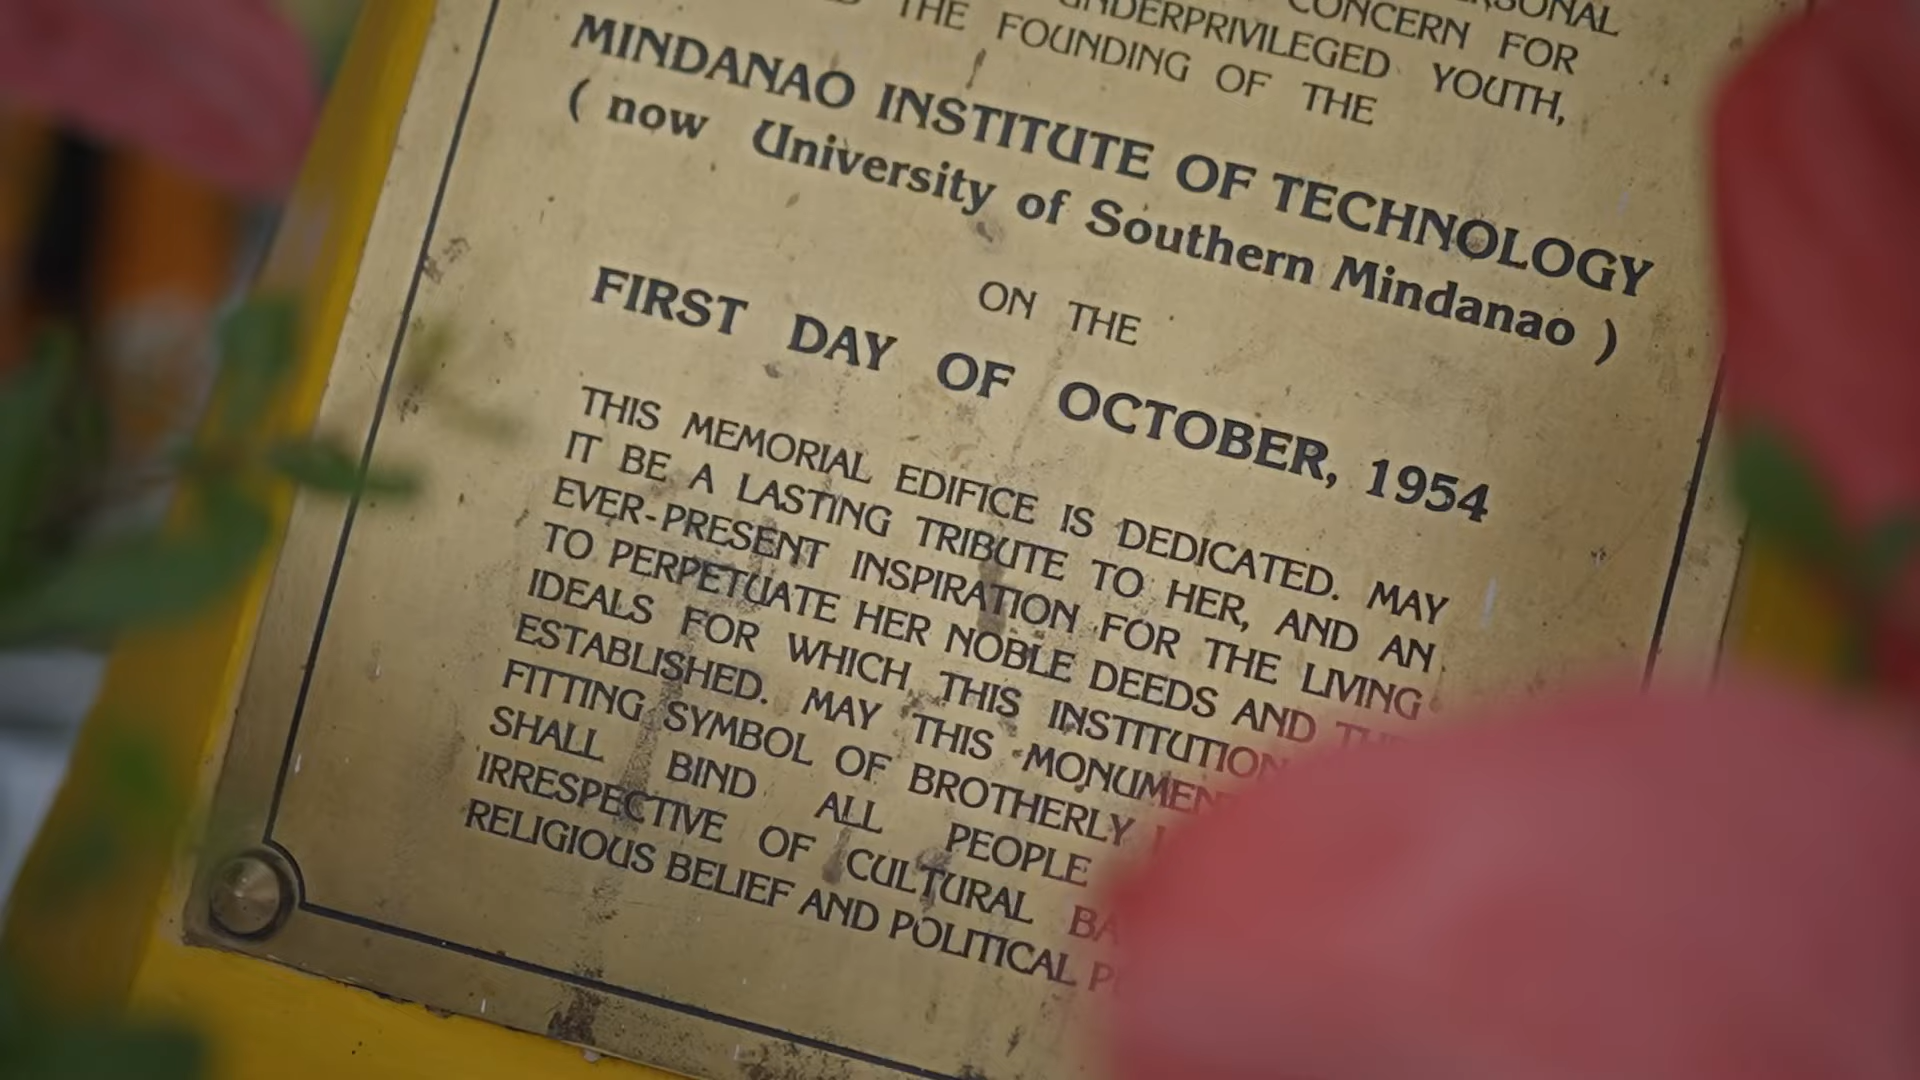 CONCERN FOR
UNDERPRIVILEGED YOUTH,
THE FOUNDING OF THE
MINDANAO INSTITUTE OF TECHNOLOGY
( now University of Southern Mindanao )
ON THE
FIRST DAY OF OCTOBER, 1954
THIS MEMORIAL EDIFICE IS DEDICATED. MAY
IT BE A LASTING TRIBUTE TO HER, AND AN
EVER-PRESENT INSPIRATION FOR THE LIVING
TO PERPETUATE HER NOBLE DEEDS AND
IDEALS FOR WHICH THIS INSTITUTION
ESTABLISHED. MAY THIS
FITTING SYMBOL OF BROTHERLY
SHALL BIND ALL PEOPLE
IRRESPECTIVE OF CULTURAL
RELIGIOUS BELIEF AND POLITICAL